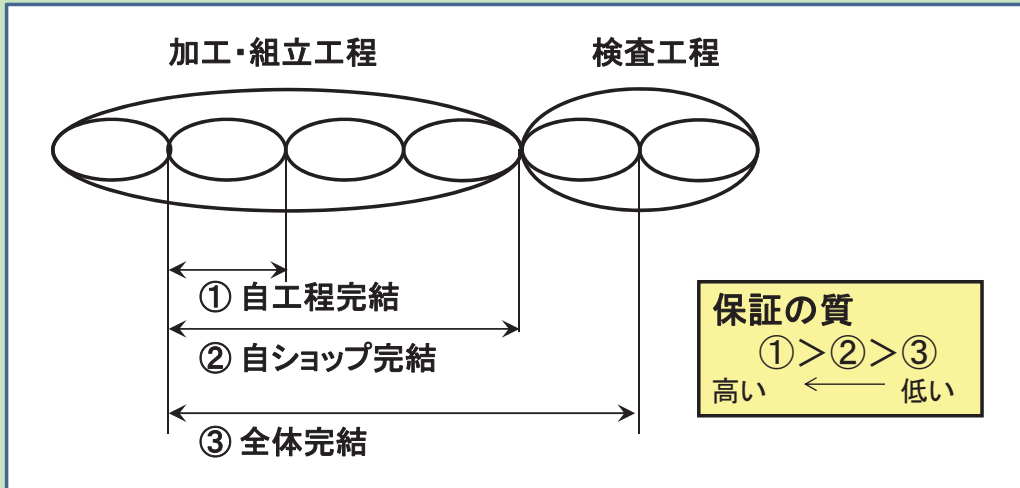 加工・組立工程
検査工程
① 自工程完結
② 自ショップ完結
③ 全体完結
保証の質
①>②>③
高い ← 低い